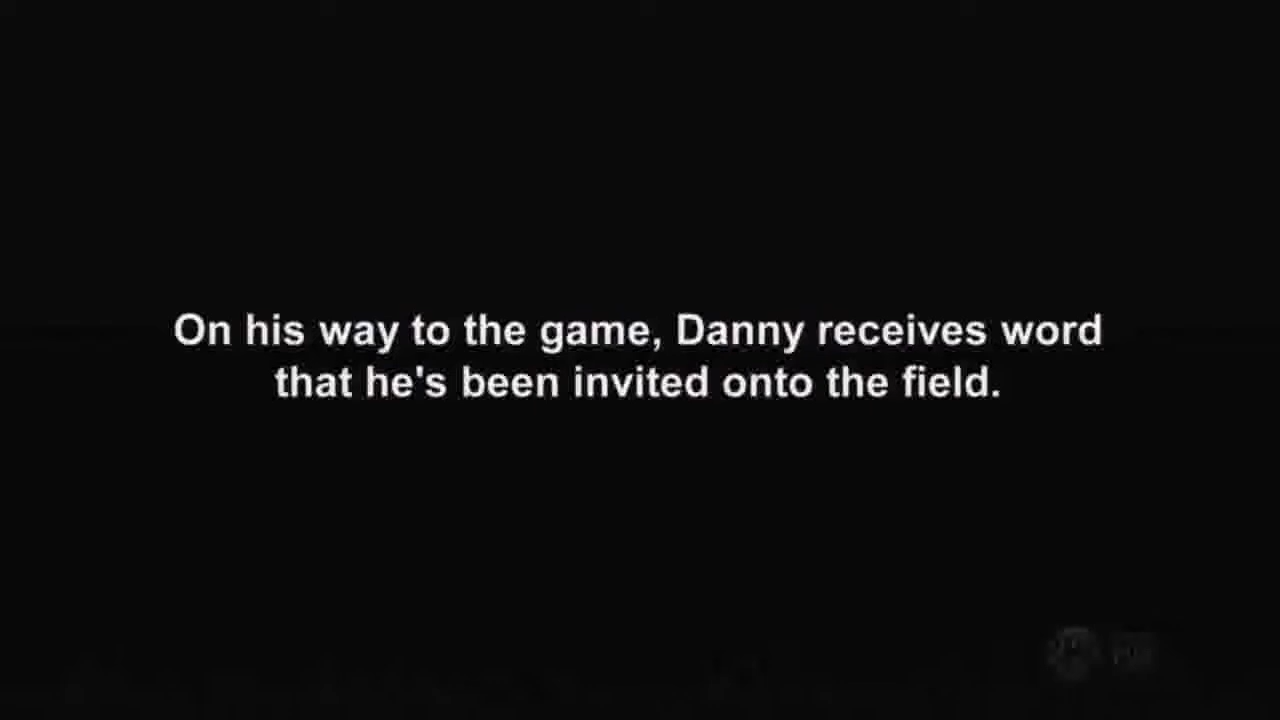 On his way to the game, Danny receives word
that he's been invited onto the field.